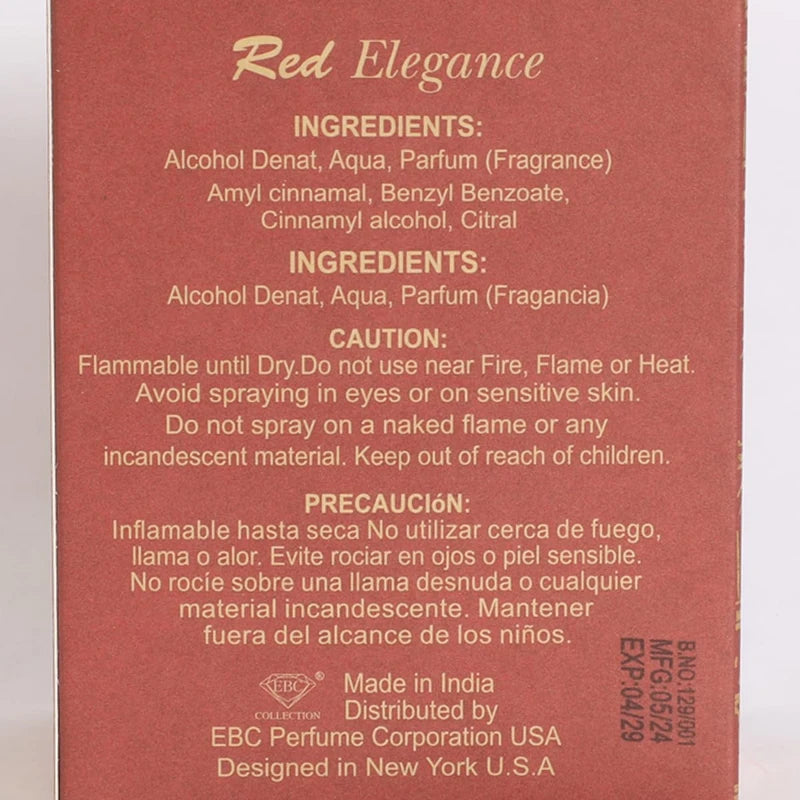 Red Elegance
INGREDIENTS:
Alcohol Denat, Aqua, Parfum (Fragrance)
Amyl cinnamal, Benzyl Benzoate,
Cinnamyl alcohol, Citral
INGREDIENTS:
Alcohol Denat, Aqua, Parfum (Fragancia)
CAUTION:
Flammable until Dry.Do not use near Fire, Flame or Heat.
Avoid spraying in eyes or on sensitive skin.
Do not spray on a naked flame or any
incandescent material. Keep out of reach of children.
PRECAUCIóN:
Inflamable hasta seca No utilizar cerca de fuego,
llama o alor. Evite rociar en ojos o piel sensible.
No rocíe sobre una llama desnuda o cualquier
material incandescente. Mantener
fuera del alcance de los niños.
EBC®
COLLECTION
Made in India
Distributed by
EBC Perfume Corporation USA
Designed in New York U.S.A
B.NO:129/001
MFG:05/24
EXP:04/29